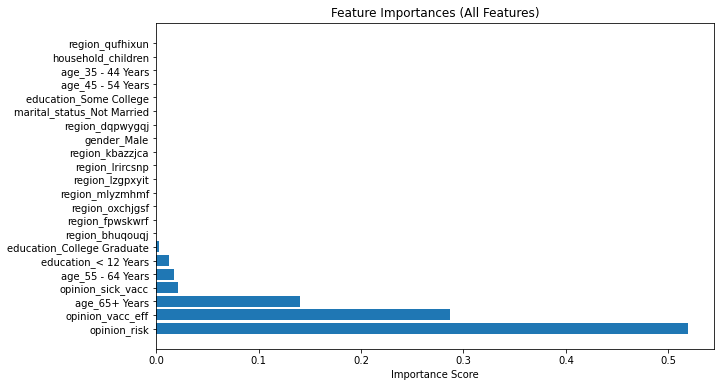 Feature Importances (All Features)
region_qufhixun
household_children
age_35 - 44 Years
age_45 - 54 Years
education_Some College
marital_status_Not Married
region_dqpwygqj
gender_Male
region_kbazzjca
region_lrircsnp
region_lzgpxyit
region_mlyzmhmf
region_oxchjgsf
region_fpwskwrf
region_bhuqouqj
education_College Graduate
education_< 12 Years
age_55 - 64 Years
opinion_sick_vacc
age_65+ Years
opinion_vacc_eff
opinion_risk
0.0 0.1 0.2 0.3 0.4 0.5
Importance Score